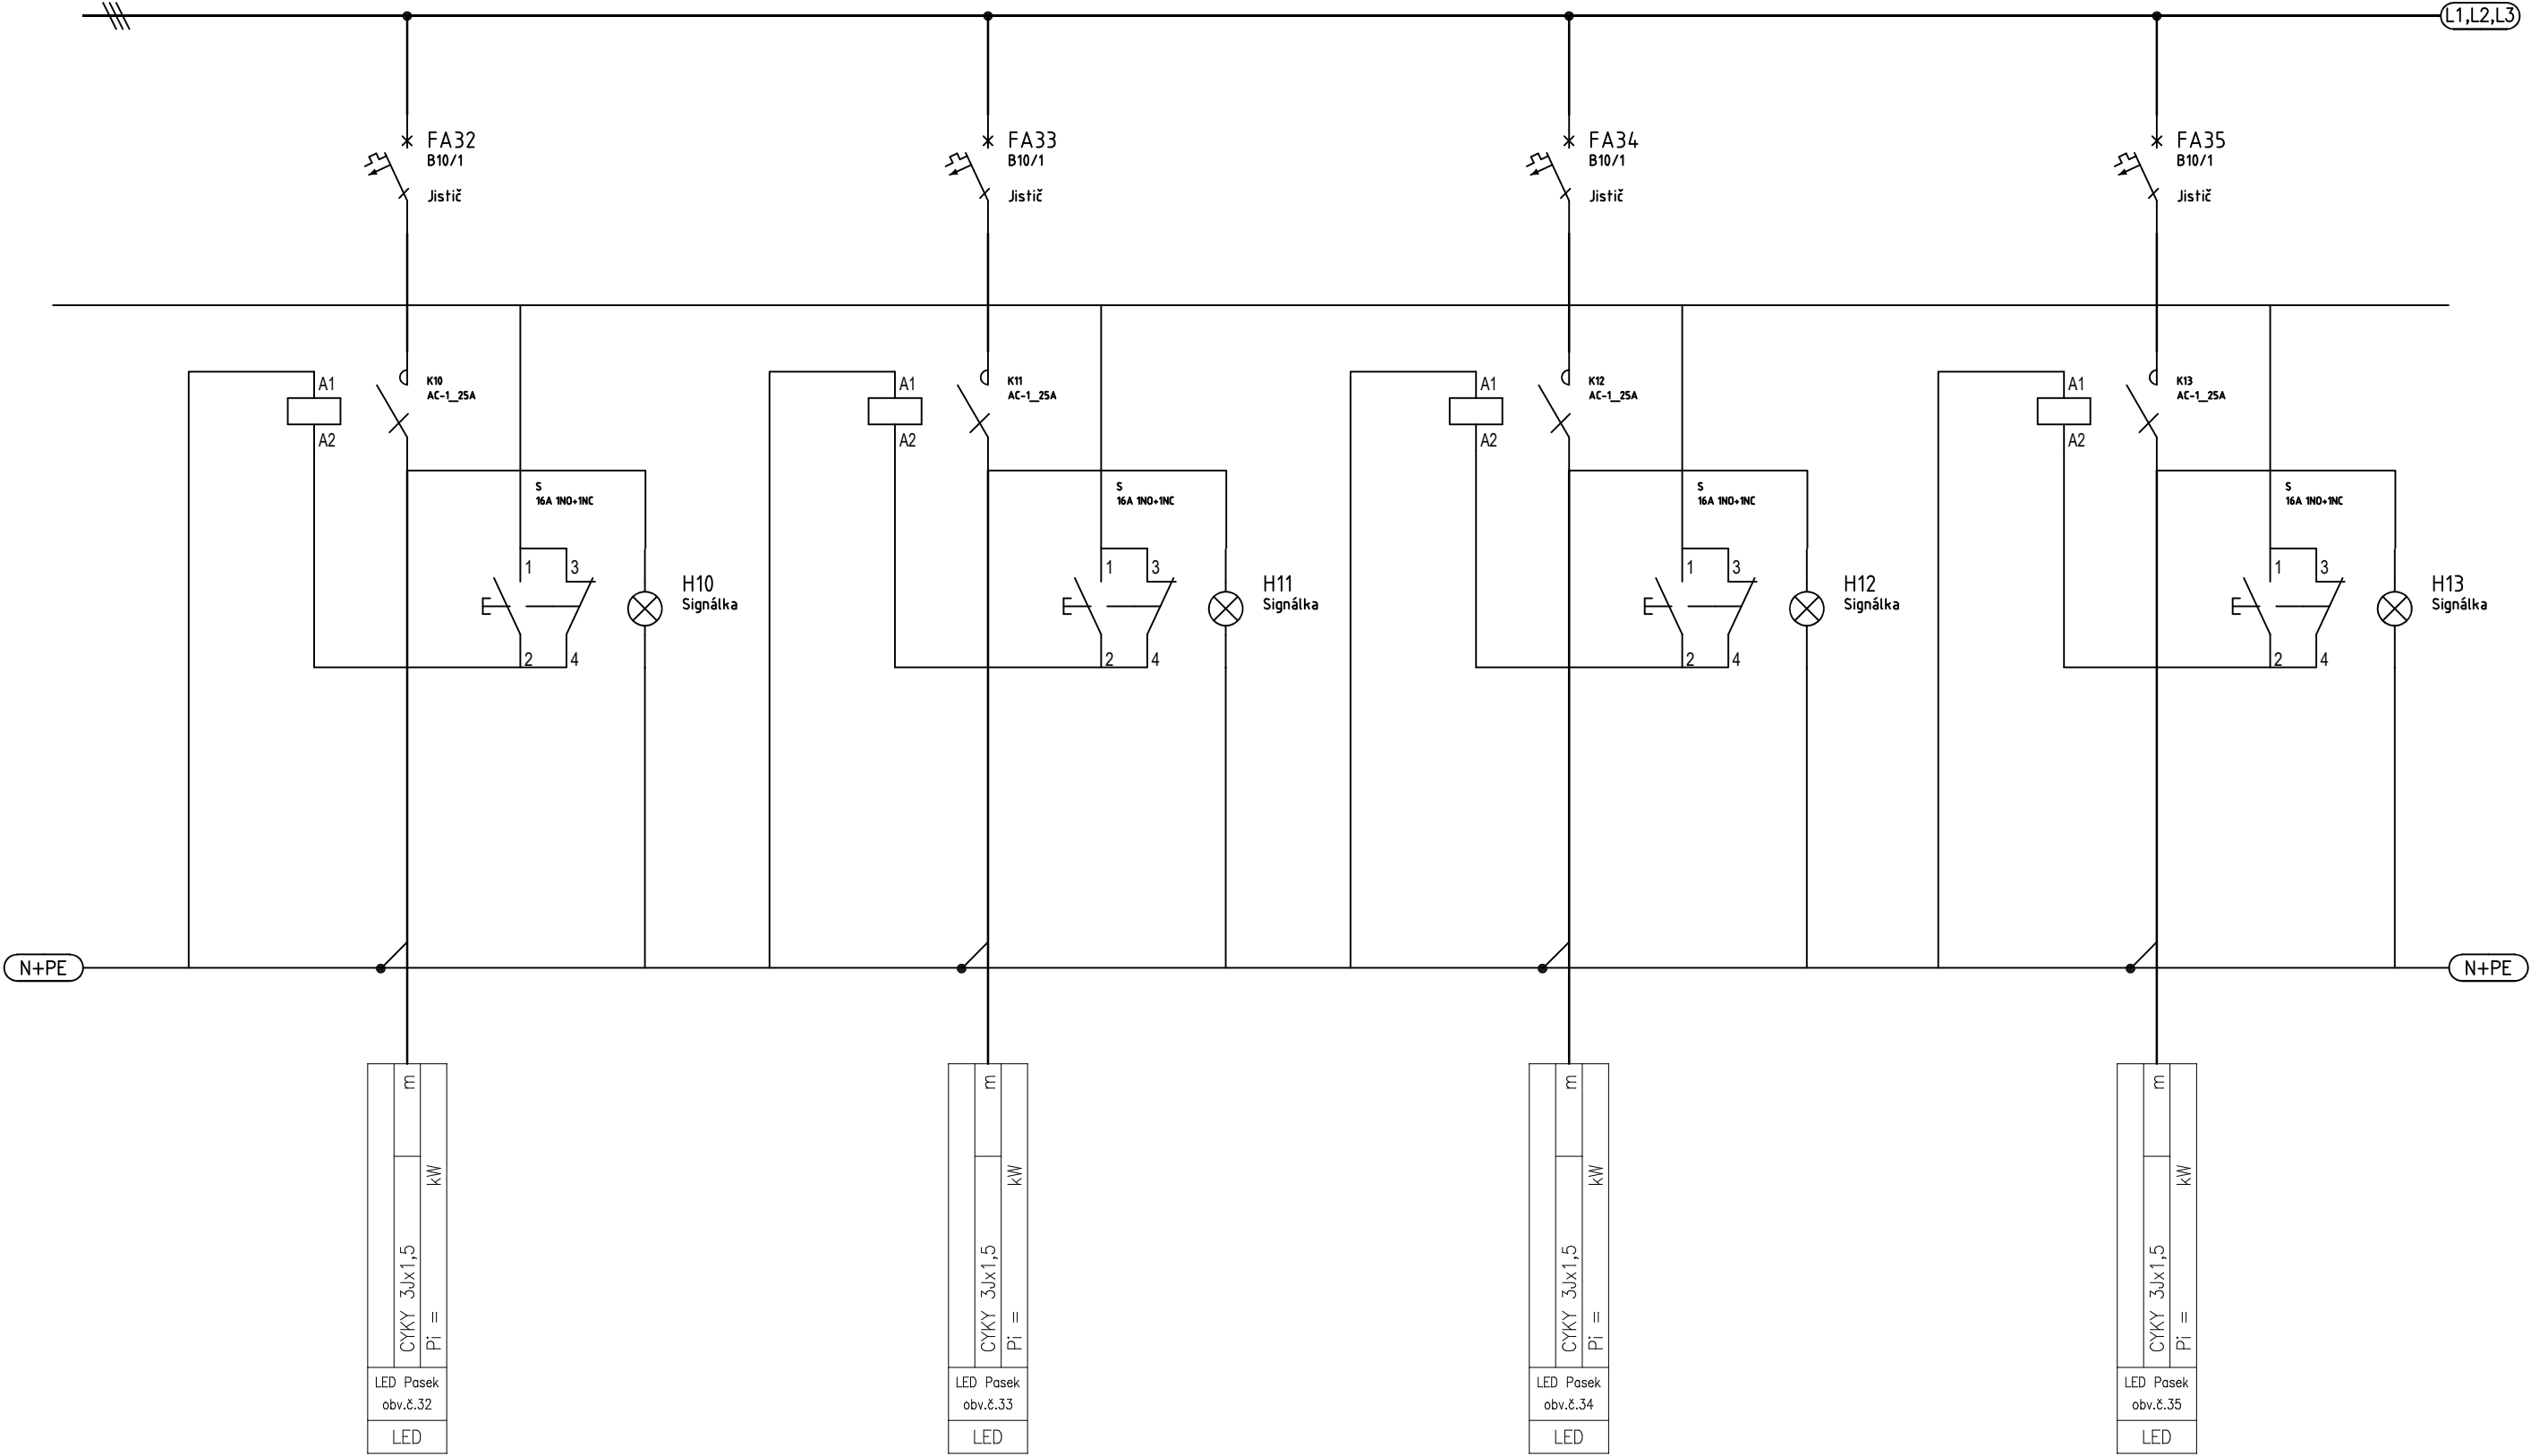 L1,L2,L3
FA32
B10/1
Jistič
FA33
B10/1
Jistič
FA34
B10/1
Jistič
FA35
B10/1
Jistič
A1
A2
K10
AC-1__25A
A1
A2
K11
AC-1__25A
A1
A2
K12
AC-1__25A
A1
A2
K13
AC-1__25A
S
16A 1NO+1NC
1 3
2 4
H10
Signálka
S
16A 1NO+1NC
1 3
2 4
H11
Signálka
S
16A 1NO+1NC
1 3
2 4
H12
Signálka
S
16A 1NO+1NC
1 3
2 4
H13
Signálka
N+PE
N+PE
CYKY 3Jx1,5 m
Pi = kW
LED Pasek
obv.č.32
LED
CYKY 3Jx1,5 m
Pi = kW
LED Pasek
obv.č.33
LED
CYKY 3Jx1,5 m
Pi = kW
LED Pasek
obv.č.34
LED
CYKY 3Jx1,5 m
Pi = kW
LED Pasek
obv.č.35
LED